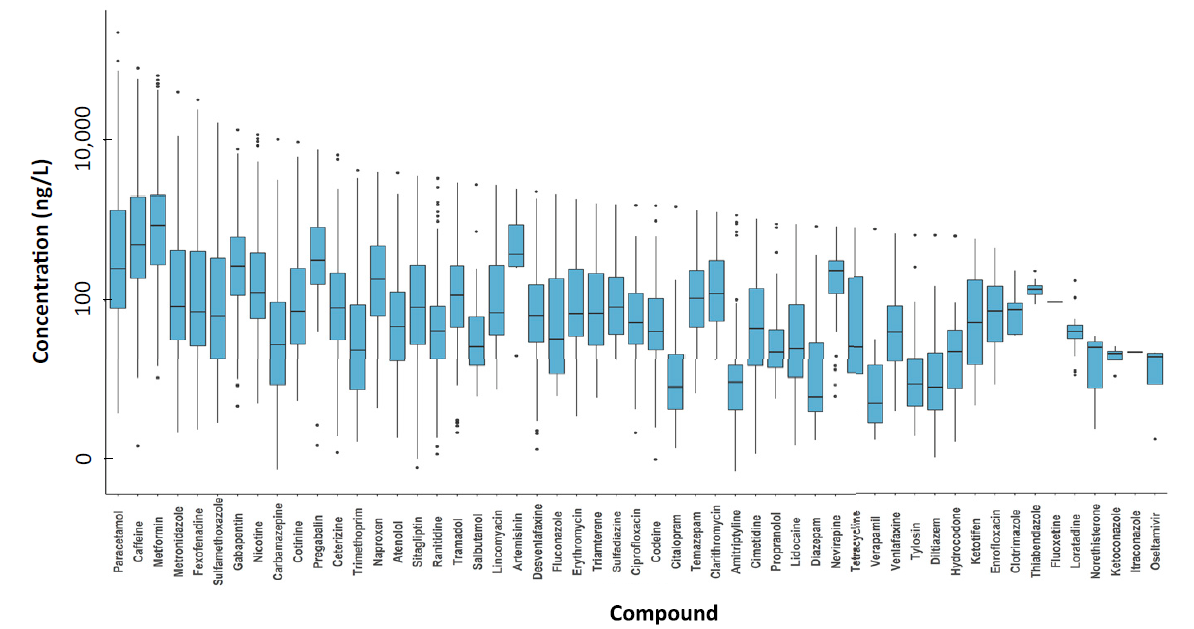 Concentration (ng/L)
10,000
100
0
Paracetamol
Caffeine
Metformin
Metronidazole
Fexofenadine
Sulfamethoxazole
Gabapentin
Nicotine
Carbamazepine
Cotinine
Progabalin
Ceterizine
Trimethoprim
Naproxen
Atenolol
Sitagliptin
Ranitidine
Tramadol
Salbutamol
Lincomyacin
Artemisinin
Desvenlafaxine
Fluconazole
Erythromycin
Triamterene
Sulfadiazine
Ciprofloxacin
Codeine
Citalopram
Temazepam
Clarithromycin
Amitriptyline
Cimetidine
Propranolol
Lidocaine
Diazepam
Nevirapine
Tetracycline
Verapamil
Venlafaxine
Tylosin
Diltiazem
Hydrocodone
Ketotifen
Enrofloxacin
Clotrimazole
Thiabendazole
Fluoxetine
Loratadine
Norethisterone
Ketoconazole
Itraconazole
Oseltamivir
Compound